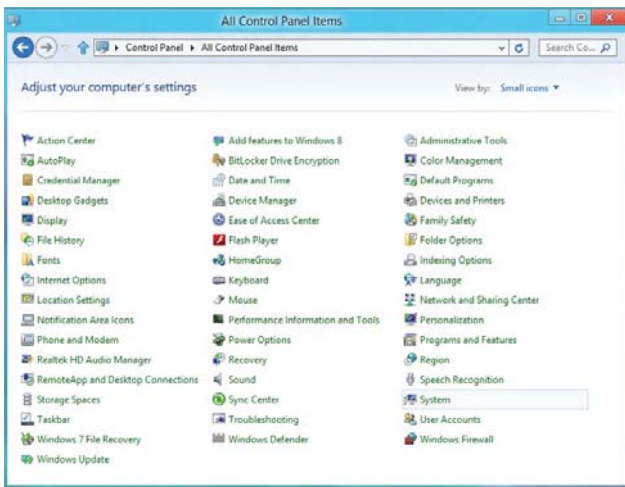 All Control Panel Items
Control Panel All Control Panel Items Search Co...
Adjust your computer's settings View by: Small icons
Action Center Add features to Windows 8 Administrative Tools
AutoPlay BitLocker Drive Encryption Color Management
Credential Manager Date and Time Default Programs
Desktop Gadgets Device Manager Devices and Printers
Display Ease of Access Center Family Safety
File History Flash Player Folder Options
Fonts HomeGroup Indexing Options
Internet Options Keyboard Language
Location Settings Mouse Network and Sharing Center
Notification Area Icons Performance Information and Tools Personalization
Phone and Modem Power Options Programs and Features
Realtek HD Audio Manager Recovery Region
RemoteApp and Desktop Connections Sound Speech Recognition
Storage Spaces Sync Center System
Taskbar Troubleshooting User Accounts
Windows 7 File Recovery Windows Defender Windows Firewall
Windows Update